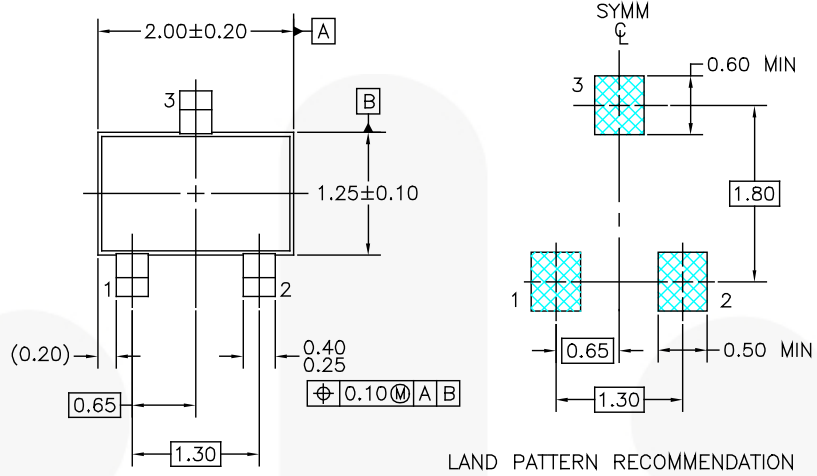 2.00±0.20
A
3
B
1.25±0.10
1
2
(0.20)
0.40
0.25
⌖ 0.10Ⓜ A B
0.65
1.30
SYMM
℄
3
0.60 MIN
1.80
1
2
0.65
0.50 MIN
1.30
LAND PATTERN RECOMMENDATION